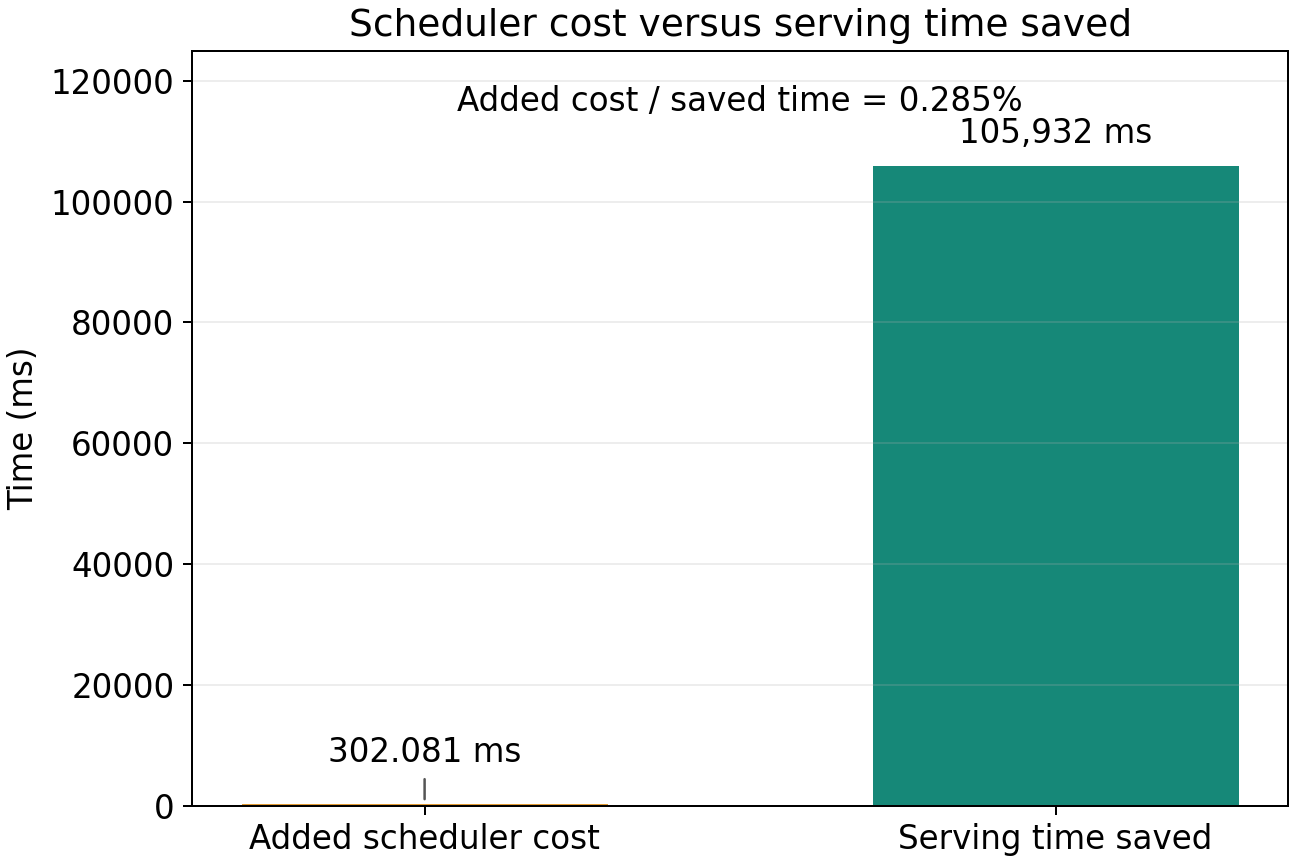 Scheduler cost versus serving time saved
Added cost / saved time = 0.285%
105,932 ms
120000
100000
80000
60000
40000
20000
0
Time (ms)
302.081 ms
Added scheduler cost
Serving time saved